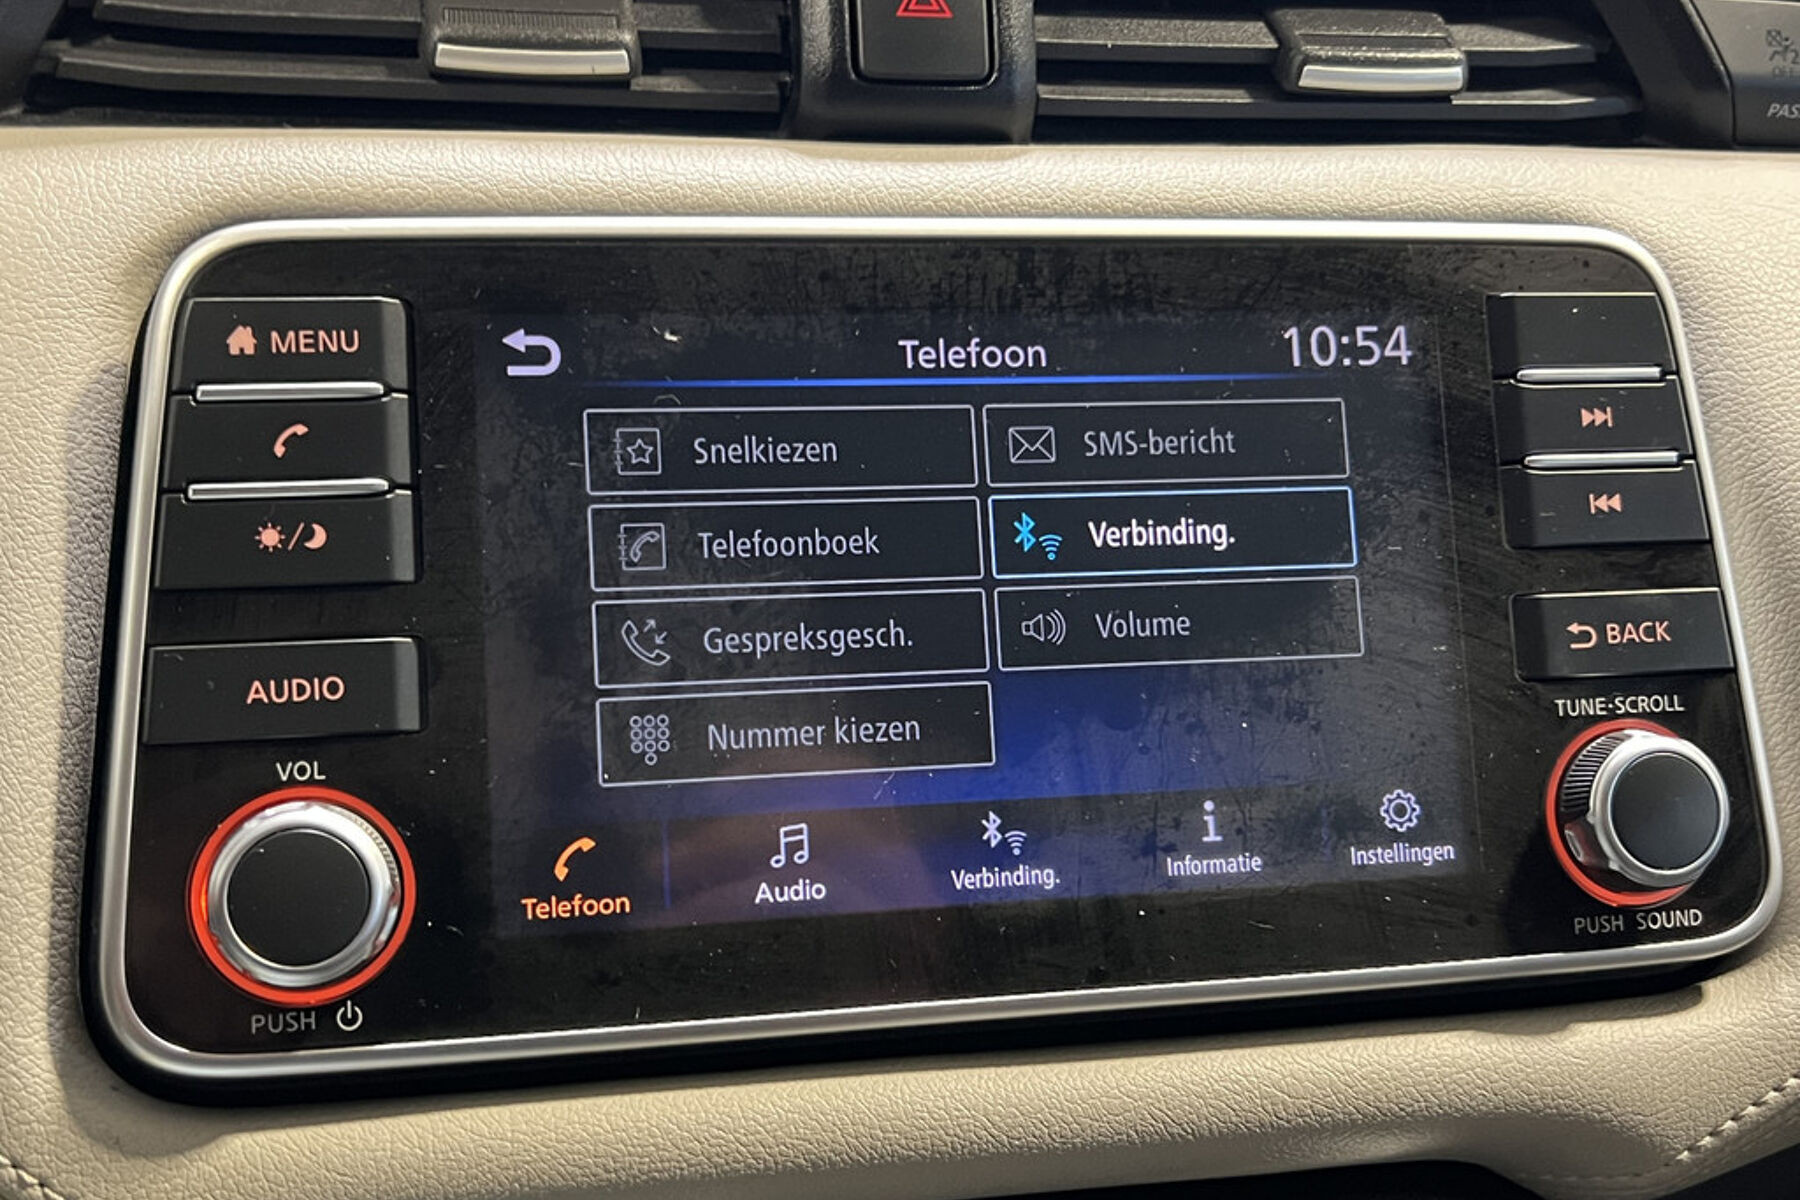 PAS
MENU
AUDIO
VOL
PUSH
Telefoon
10:54
Snelkiezen
SMS-bericht
Telefoonboek
Verbinding.
Gespreksgesch.
Volume
Nummer kiezen
Telefoon
Audio
Verbinding.
Informatie
Instellingen
BACK
TUNE·SCROLL
PUSH SOUND